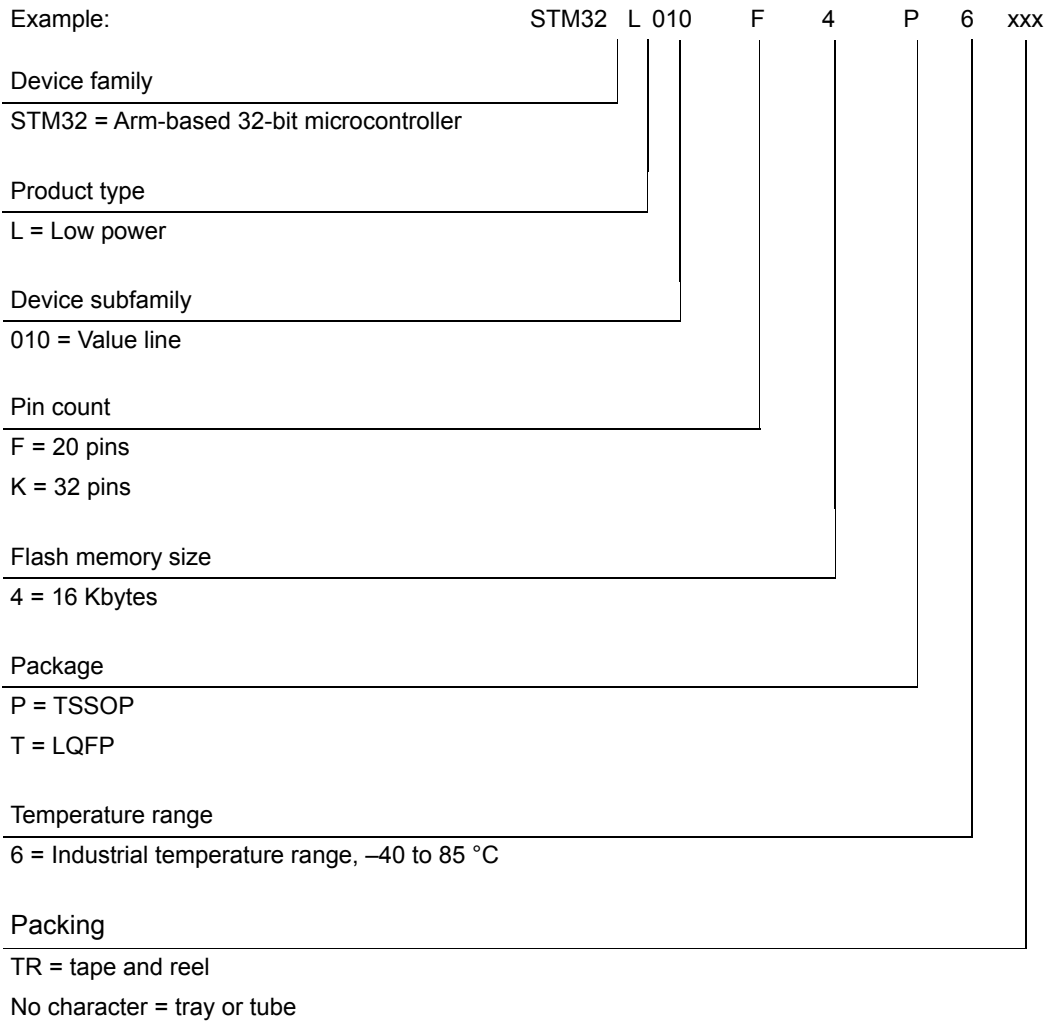 Example: STM32 L 010 F 4 P 6 xxx
Device family
STM32 = Arm-based 32-bit microcontroller
Product type
L = Low power
Device subfamily
010 = Value line
Pin count
F = 20 pins
K = 32 pins
Flash memory size
4 = 16 Kbytes
Package
P = TSSOP
T = LQFP
Temperature range
6 = Industrial temperature range, –40 to 85 °C
Packing
TR = tape and reel
No character = tray or tube